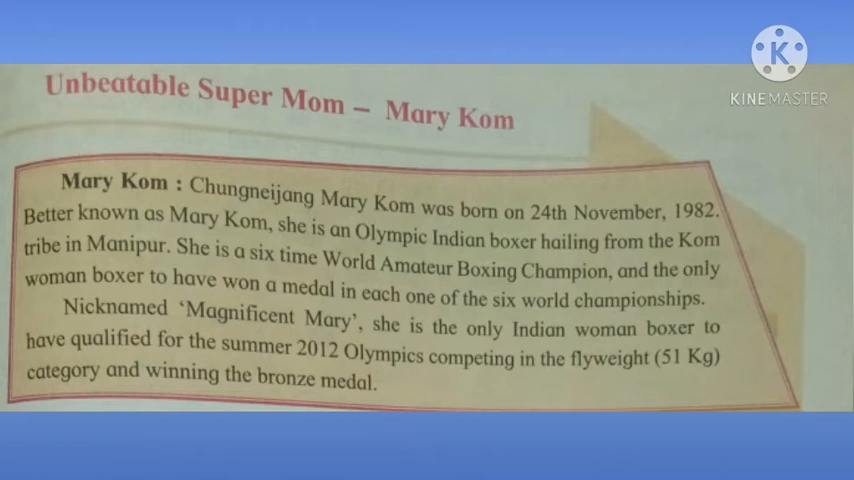 K
KINEMASTER
Unbeatable Super Mom – Mary Kom
Mary Kom : Chungneijang Mary Kom was born on 24th November, 1982.
Better known as Mary Kom, she is an Olympic Indian boxer hailing from the Kom
tribe in Manipur. She is a six time World Amateur Boxing Champion, and the only
woman boxer to have won a medal in each one of the six world championships.
Nicknamed ‘Magnificent Mary’, she is the only Indian woman boxer to
have qualified for the summer 2012 Olympics competing in the flyweight (51 Kg)
category and winning the bronze medal.